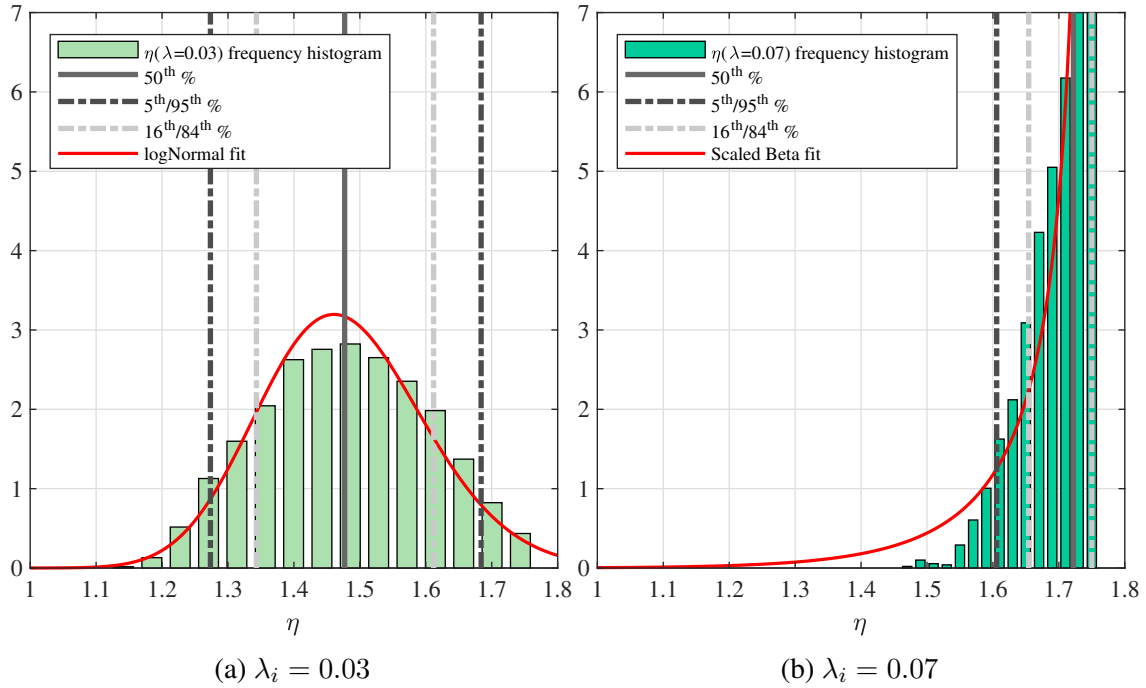 7
6
5
4
3
2
1
0
η(λ=0.03) frequency histogram
50th %
5th/95th %
16th/84th %
logNormal fit
1 1.1 1.2 1.3 1.4 1.5 1.6 1.7 1.8
η
(a) λi = 0.03
7
6
5
4
3
2
1
0
η(λ=0.07) frequency histogram
50th %
5th/95th %
16th/84th %
Scaled Beta fit
1 1.1 1.2 1.3 1.4 1.5 1.6 1.7 1.8
η
(b) λi = 0.07